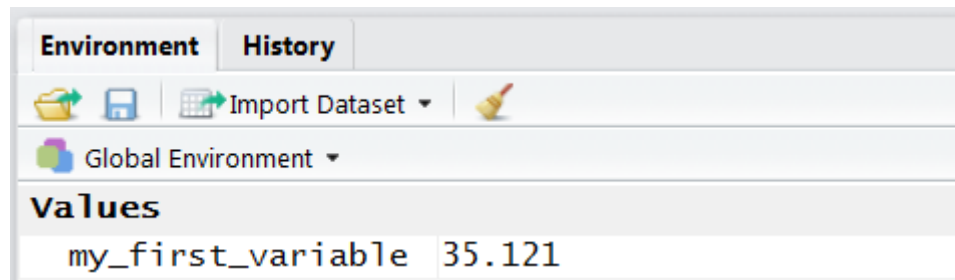 Environment History
Import Dataset
Global Environment
Values
my_first_variable 35.121